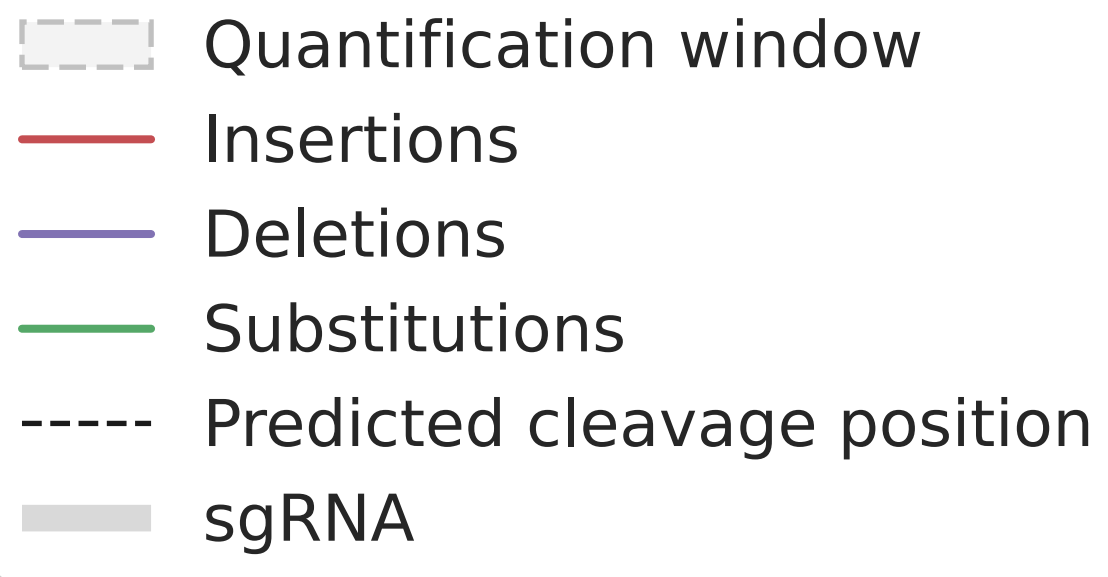 Quantification window
Insertions
Deletions
Substitutions
Predicted cleavage position
sgRNA